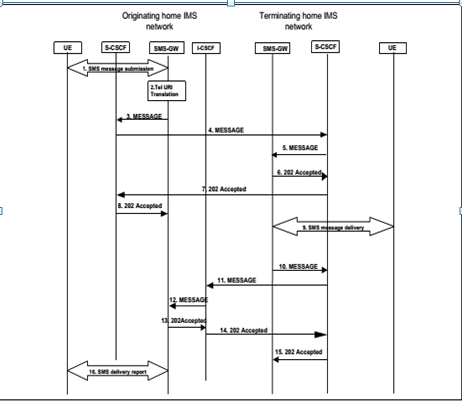 Originating home IMS
network
Terminating home IMS
network
UE
S-CSCF
SMS-GW
I-CSCF
SMS-GW
S-CSCF
UE
1. SMS message submission
2.Tel URI
Translation
3. MESSAGE
4. MESSAGE
5. MESSAGE
6. 202 Accepted
7. 202 Accepted
8. 202 Accepted
9. SMS message delivery
10. MESSAGE
11. MESSAGE
12. MESSAGE
13. 202Accepted
14. 202 Accepted
15. 202 Accepted
16. SMS delivery report